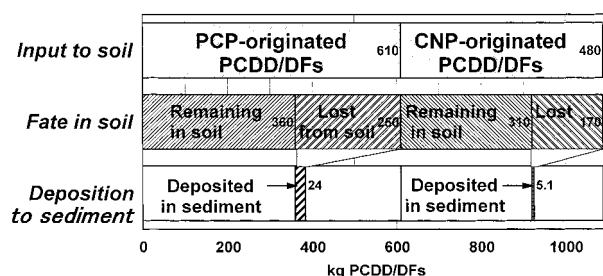 Input to soil
PCP-originated
PCDD/DFs
610
CNP-originated
PCDD/DFs
480
Fate in soil
Remaining
in soil
360
Lost
from soil
250
Remaining
in soil
310
Lost
170
Deposition
to sediment
Deposited
in sediment
24
Deposited
in sediment
5.1
0 200 400 600 800 1000
kg PCDD/DFs